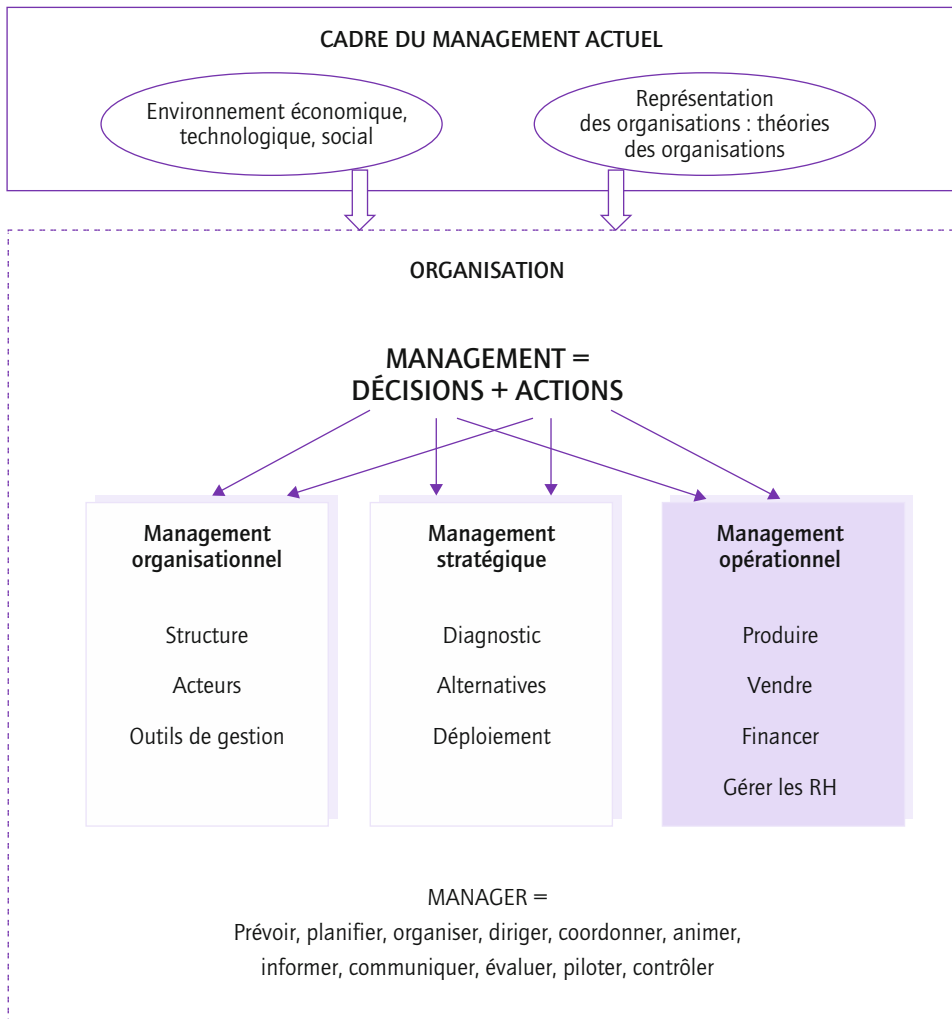 CADRE DU MANAGEMENT ACTUEL
Environnement économique,
technologique, social
Représentation
des organisations : théories
des organisations
ORGANISATION
MANAGEMENT =
DÉCISIONS + ACTIONS
Management
organisationnel
Structure
Acteurs
Outils de gestion
Management
stratégique
Diagnostic
Alternatives
Déploiement
Management
opérationnel
Produire
Vendre
Financer
Gérer les RH
MANAGER =
Prévoir, planifier, organiser, diriger, coordonner, animer,
informer, communiquer, évaluer, piloter, contrôler